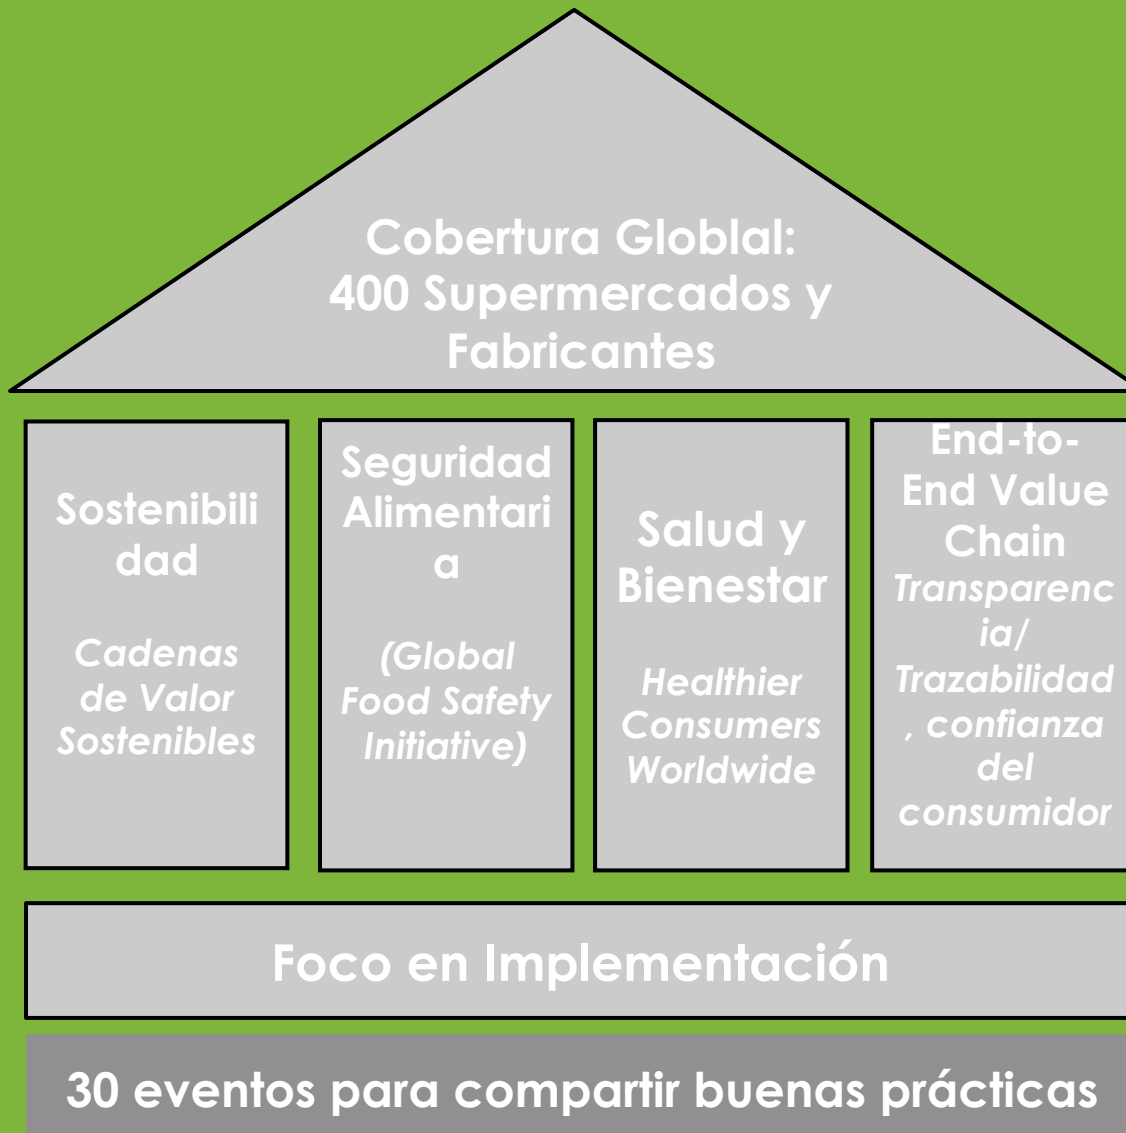 Cobertura Globlal:
400 Supermercados y
Fabricantes
Sostenibili
dad
Cadenas
de Valor
Sostenibles
Seguridad
Alimentari
a
(Global
Food Safety
Initiative)
Salud y
Bienestar
Healthier
Consumers
Worldwide
End-to-
End Value
Chain
Transparenc
ia/
Trazabilidad
, confianza
del
consumidor
Foco en Implementación
30 eventos para compartir buenas prácticas